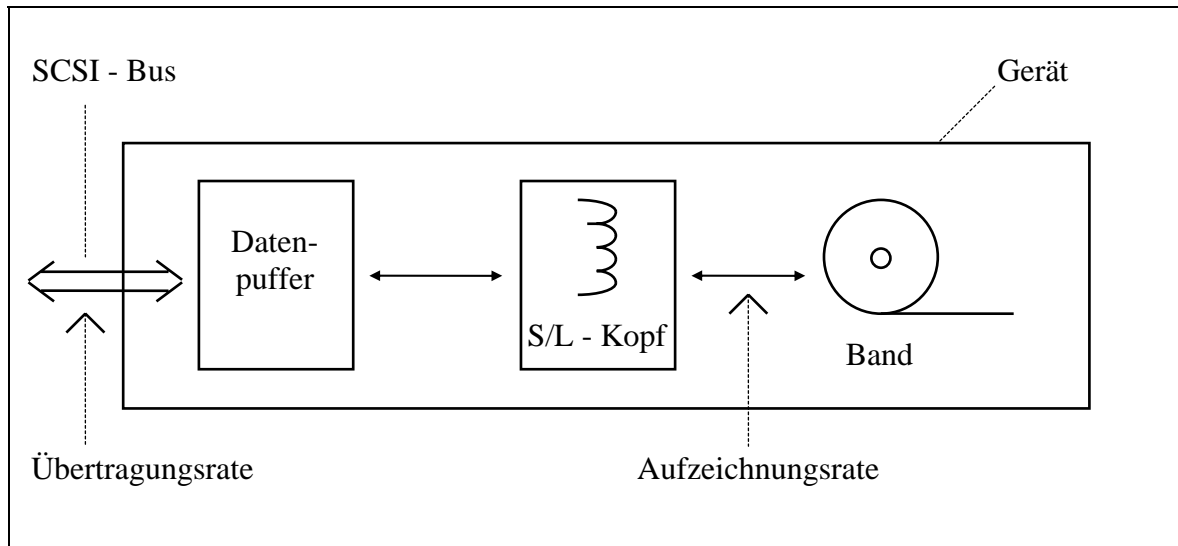 SCSI - Bus
Gerät
Daten-
puffer
S/L - Kopf
Band
Übertragungsrate
Aufzeichnungsrate